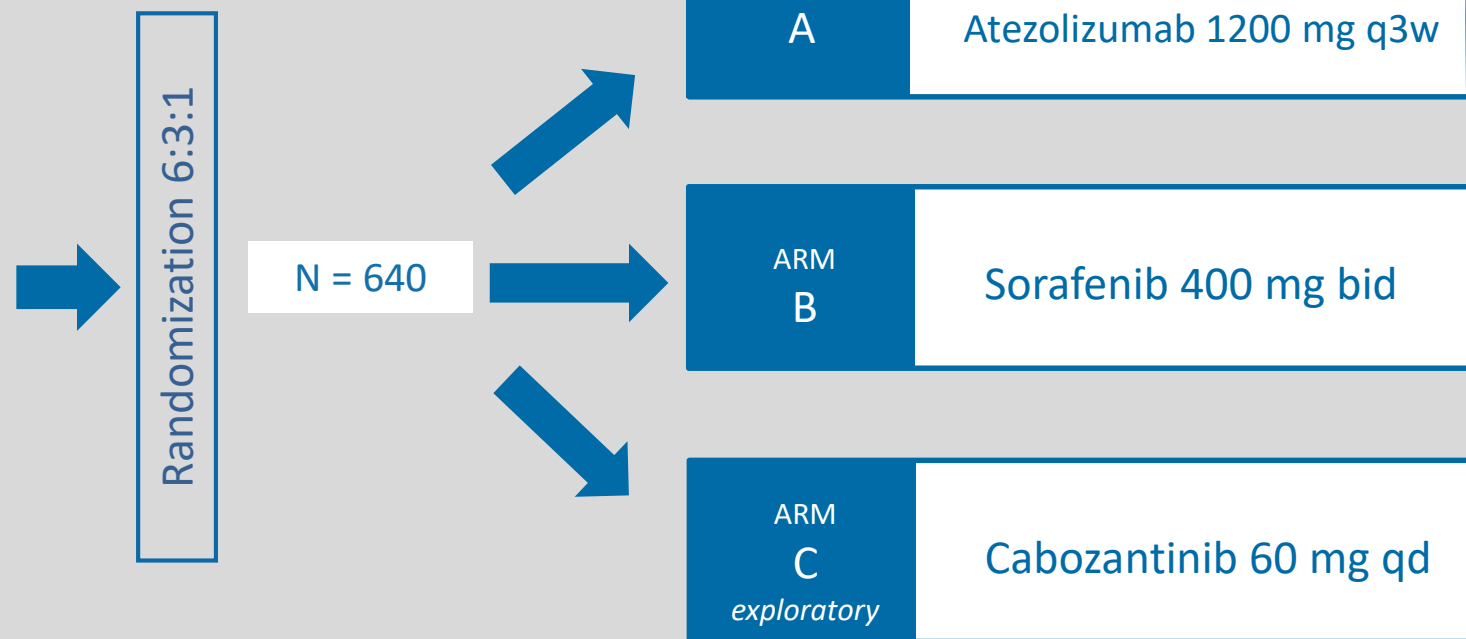 Randomization 6:3:1
N = 640
A
Atezolizumab 1200 mg q3w
ARM
B
Sorafenib 400 mg bid
ARM
C
exploratory
Cabozantinib 60 mg qd